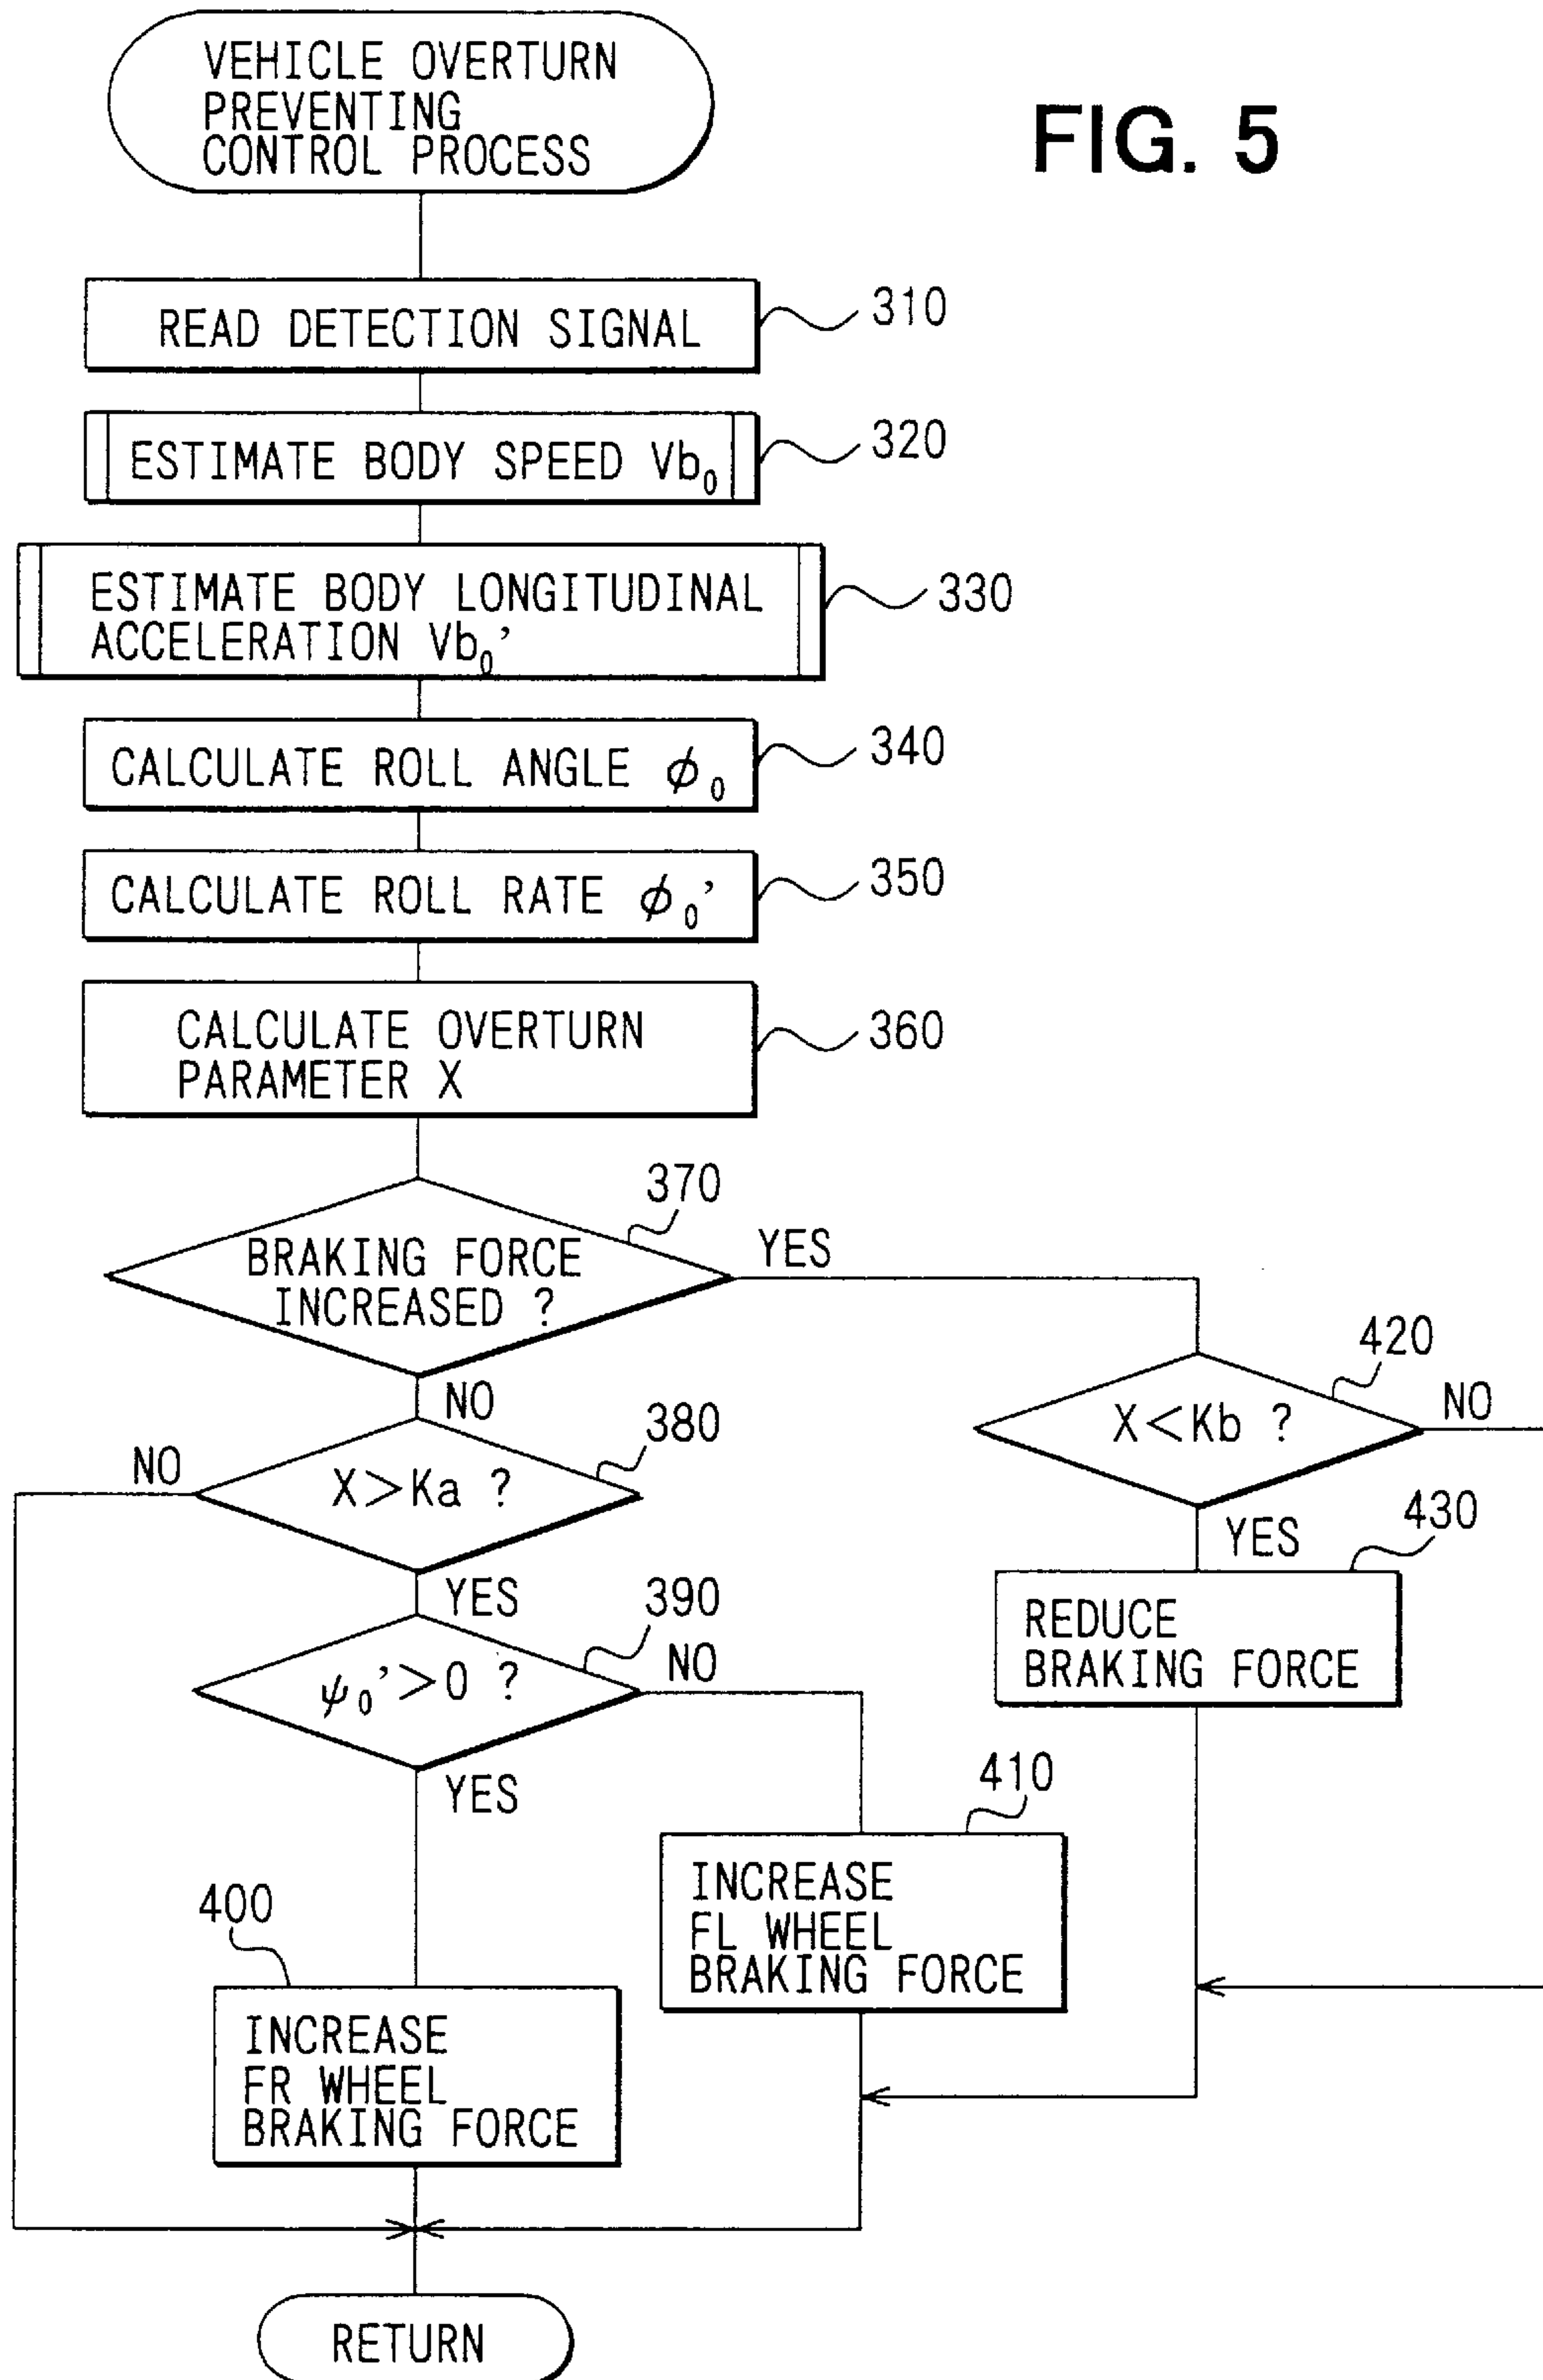 VEHICLE OVERTURN
PREVENTING
CONTROL PROCESS
FIG. 5
READ DETECTION SIGNAL
310
ESTIMATE BODY SPEED Vb₀
320
ESTIMATE BODY LONGITUDINAL
ACCELERATION Vb₀'
330
CALCULATE ROLL ANGLE ϕ₀
340
CALCULATE ROLL RATE ϕ₀'
350
CALCULATE OVERTURN
PARAMETER X
360
370
BRAKING FORCE
INCREASED ?
YES
NO
420
X<Kb ?
NO
YES
380
X>Ka ?
NO
YES
430
REDUCE
BRAKING FORCE
390
ψ₀'>0 ?
NO
YES
410
INCREASE
FL WHEEL
BRAKING FORCE
400
INCREASE
FR WHEEL
BRAKING FORCE
RETURN